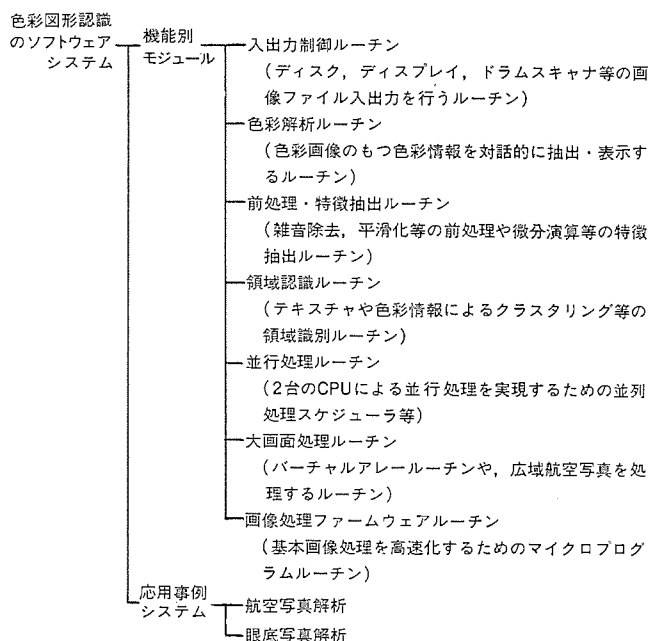 色彩図形認識
のソフトウェア
システム
機能別
モジュール
入出力制御ルーチン
(ディスク，ディスプレイ，ドラムスキャナ等の画
像ファイル入出力を行うルーチン)
色彩解析ルーチン
(色彩画像のもつ色彩情報を対話的に抽出・表示す
るルーチン)
前処理・特徴抽出ルーチン
(雑音除去，平滑化等の前処理や微分演算等の特徴
抽出ルーチン)
領域認識ルーチン
(テキスチャや色彩情報によるクラスタリング等の
領域識別ルーチン)
並行処理ルーチン
(2台のCPUによる並行処理を実現するための並列
処理スケジューラ等)
大画面処理ルーチン
(バーチャルアレールーチンや，広域航空写真を処
理するルーチン)
画像処理ファームウェアルーチン
(基本画像処理を高速化するためのマイクロプログ
ラムルーチン)
応用事例
システム
航空写真解析
眼底写真解析